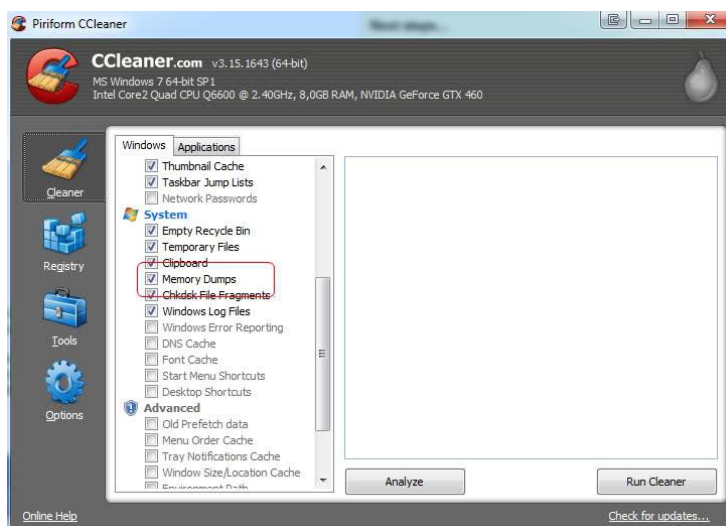 Piriform CCleaner
CCleaner.com v3.15.1643 (64-bit)
MS Windows 7 64-bit SP1
Intel Core2 Quad CPU Q6600 @ 2.40GHz, 8,0GB RAM, NVIDIA GeForce GTX 460
Cleaner
Registry
Tools
Options
Windows
Applications
Thumbnail Cache
Taskbar Jump Lists
Network Passwords
System
Empty Recycle Bin
Temporary Files
Clipboard
Memory Dumps
Chkdsk File Fragments
Windows Log Files
Windows Error Reporting
DNS Cache
Font Cache
Start Menu Shortcuts
Desktop Shortcuts
Advanced
Old Prefetch data
Menu Order Cache
Tray Notifications Cache
Window Size/Location Cache
Environment Path
Analyze
Run Cleaner
Online Help
Check for updates...